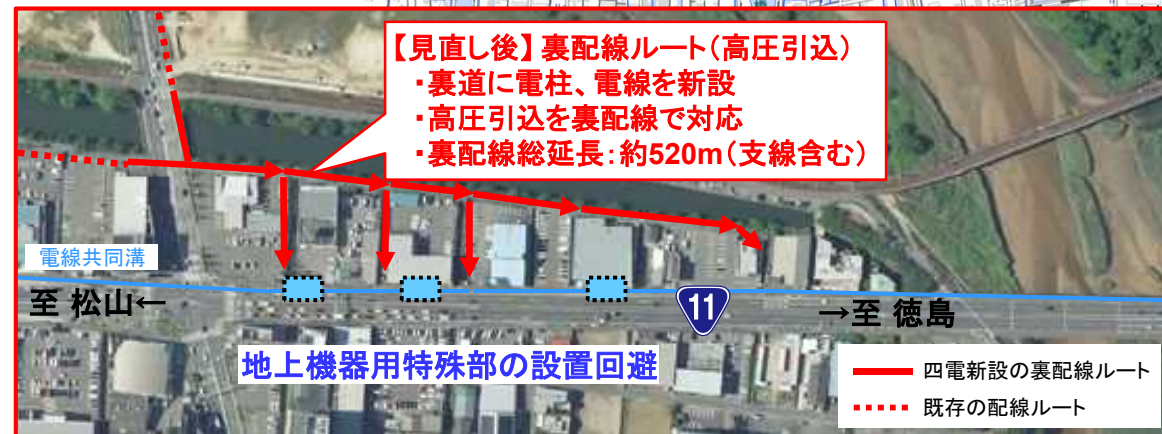 【見直し後】裏配線ルート（高圧引込）
・裏道に電柱、電線を新設
・高圧引込を裏配線で対応
・裏配線総延長：約520m（支線含む）
電線共同溝
至 松山←
11
→至 徳島
地上機器用特殊部の設置回避
四電新設の裏配線ルート
既存の配線ルート